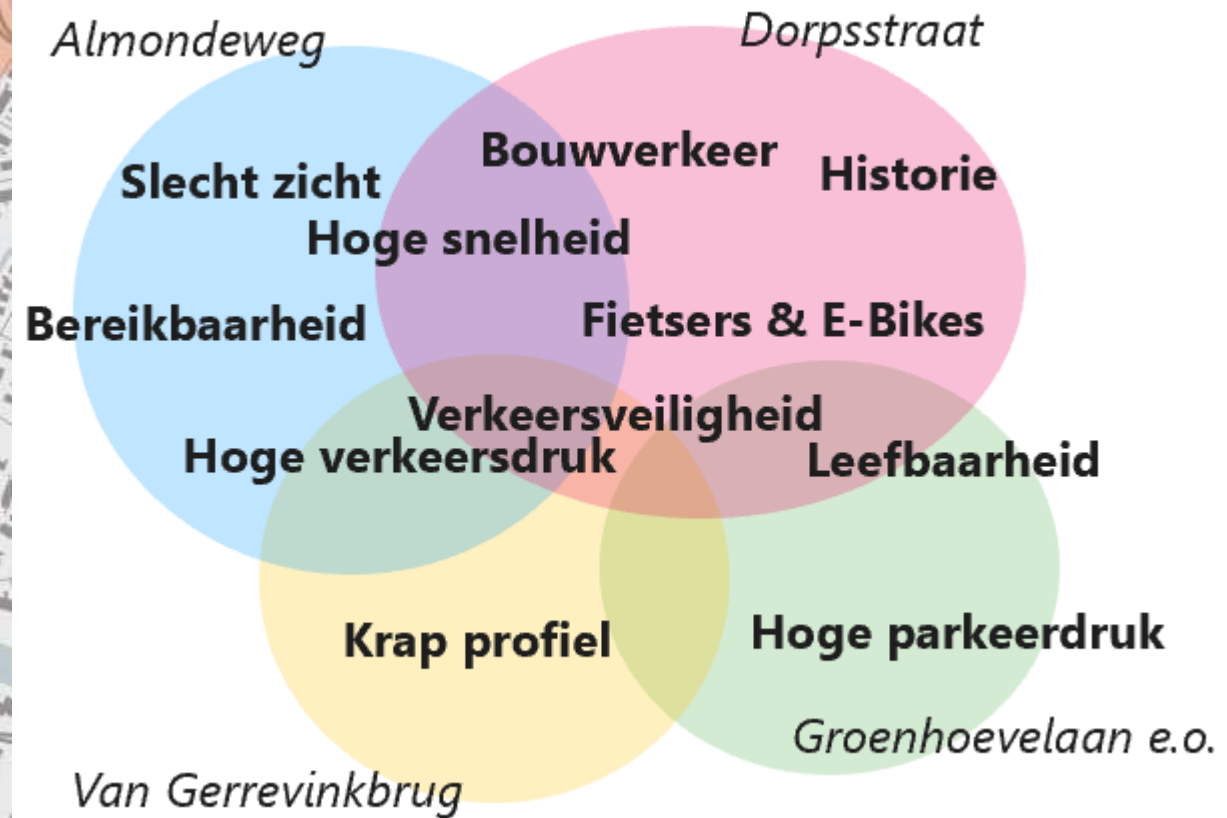 Almondeweg
Dorpsstraat
Bouwverkeer
Slecht zicht
Historie
Hoge snelheid
Bereikbaarheid
Fietsers & E-Bikes
Verkeersveiligheid
Hoge verkeersdruk
Leefbaarheid
Krap profiel
Hoge parkeerdruk
Groenhoevelaan e.o.
Van Gerrevinkbrug